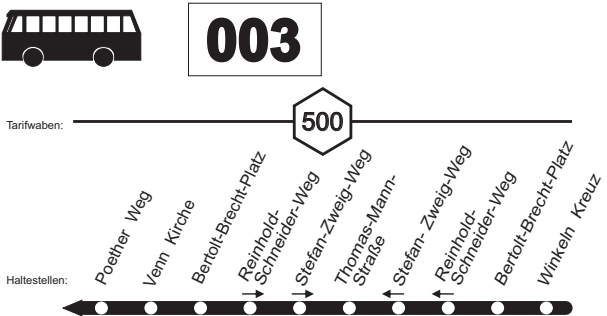 003
Tarifwaben:
500
Haltestellen:
Poether Weg
Venn Kirche
Bertolt-Brecht-Platz
Reinhold-
Schneider-Weg
Stefan-Zweig-Weg
Thomas-Mann-
Straße
Stefan- Zweig-Weg
Reinhold-
Schneider-Weg
Bertolt-Brecht-Platz
Winkeln Kreuz